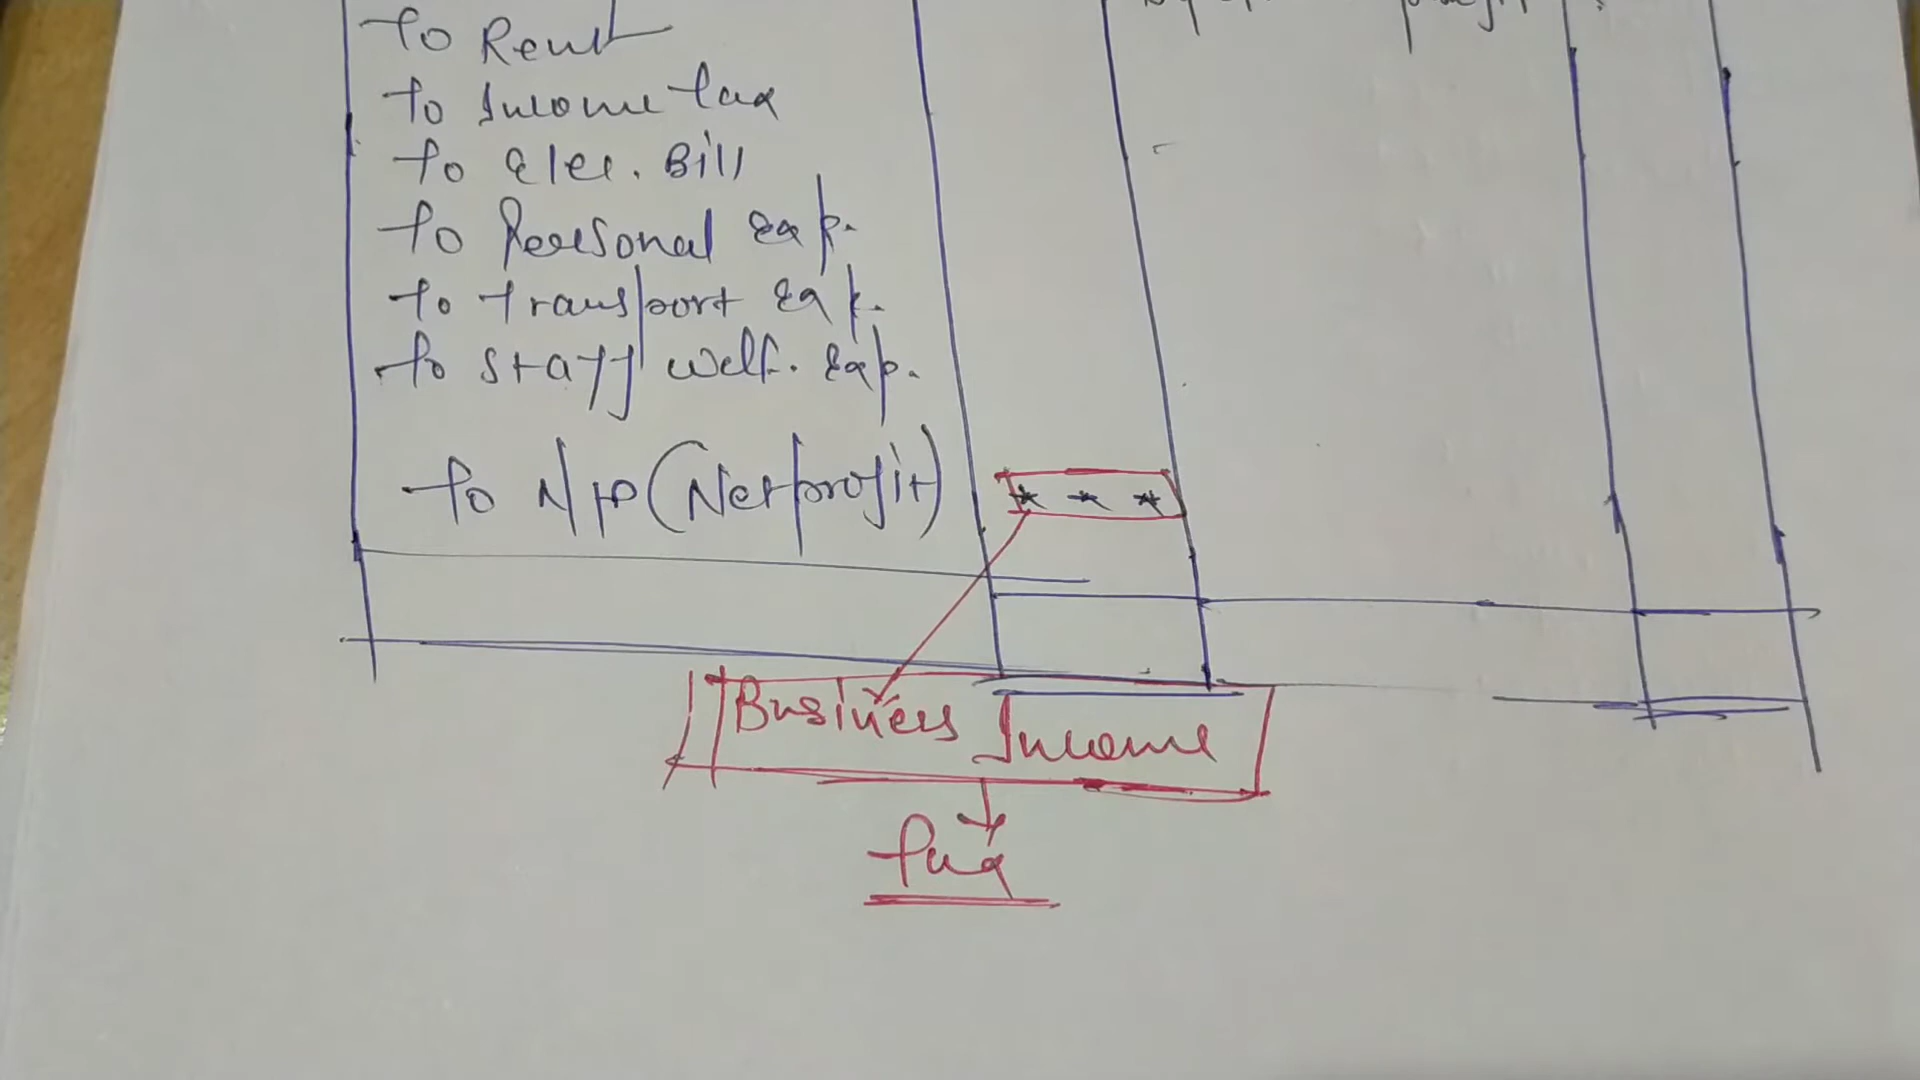 To Rent
To Income tax
To Elec. Bill
To Personal Exp.
To transport Exp.
To Staff Welf. Exp.
To N/P (Net profit)
* * *
Business Income
tax